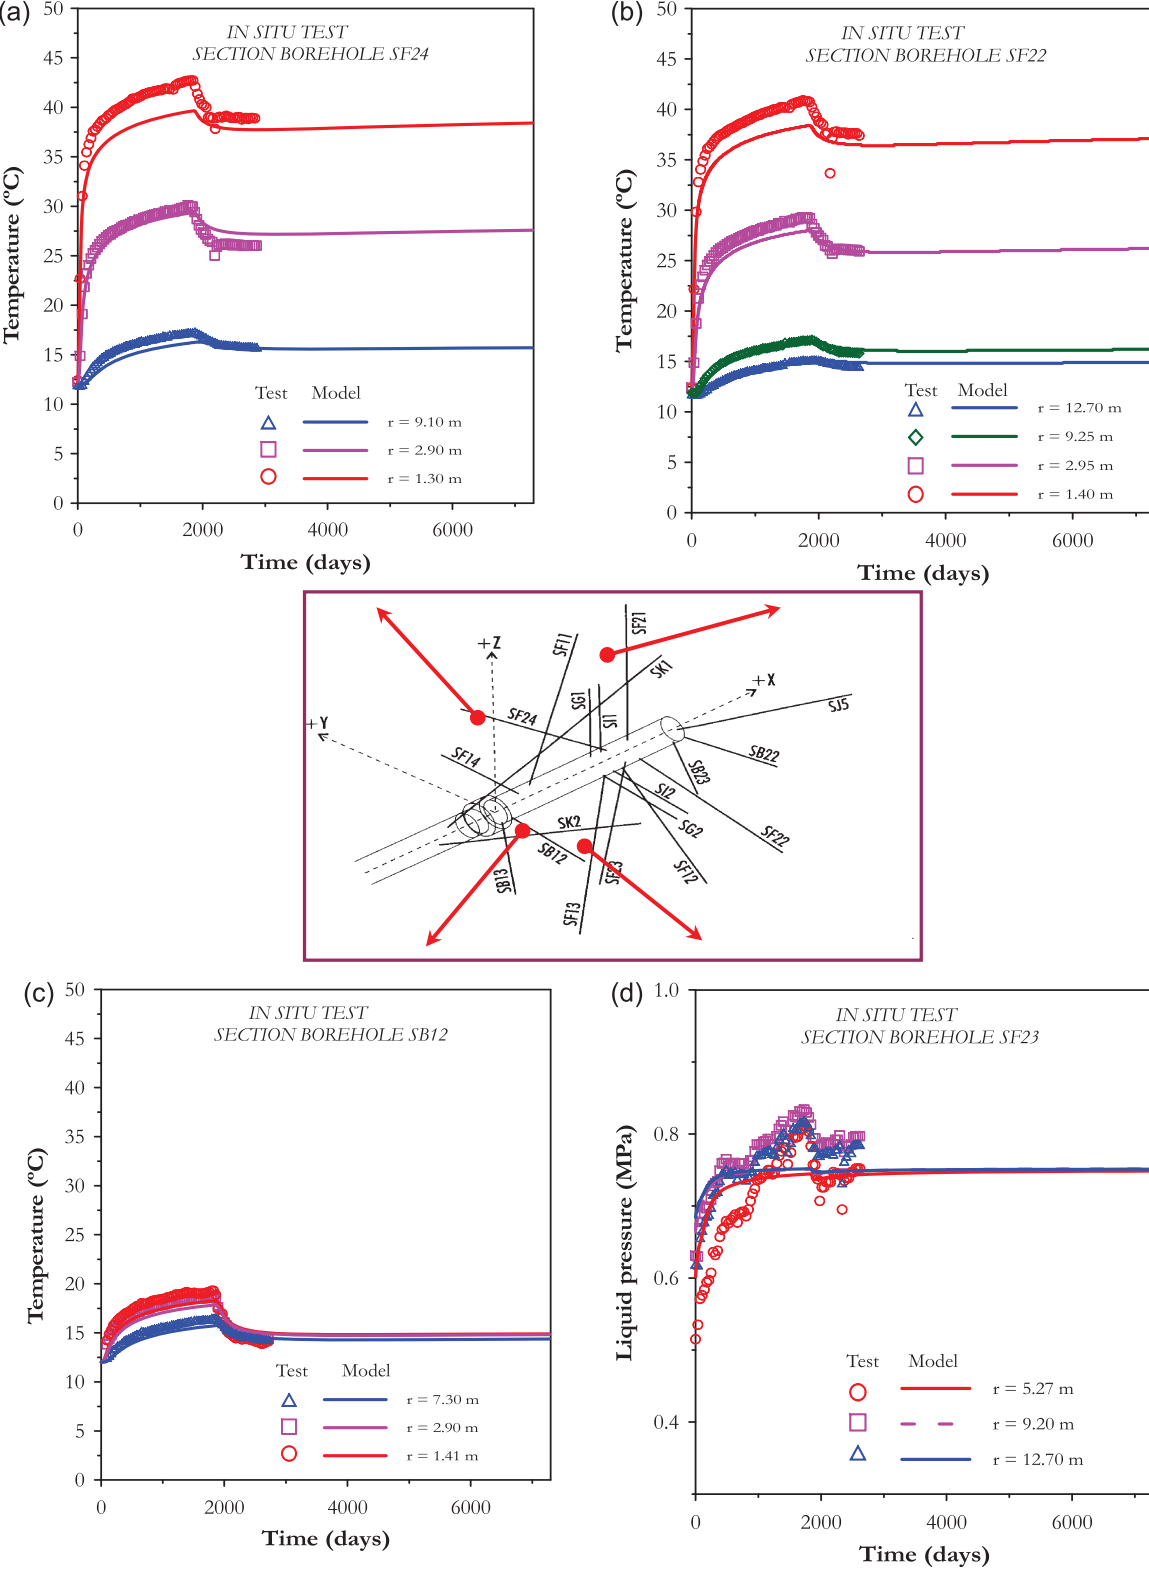 (a)
IN SITU TEST
SECTION BOREHOLE SF24
50
45
40
35
30
25
20
15
10
5
0
Temperature (ºC)
Test Model
r = 9.10 m
r = 2.90 m
r = 1.30 m
0 2000 4000 6000
Time (days)
(b)
IN SITU TEST
SECTION BOREHOLE SF22
50
45
40
35
30
25
20
15
10
5
0
Temperature (ºC)
Test Model
r = 12.70 m
r = 9.25 m
r = 2.95 m
r = 1.40 m
0 2000 4000 6000
Time (days)
+Z
SF11
SF21
SK1
+X
SG1
SI1
SJ5
SF24
+Y
SF14
SB22
SB23
SI2
SK2
SG2
SF22
SB12
SF12
SB13
SF23
SF13
(c)
IN SITU TEST
SECTION BOREHOLE SB12
50
45
40
35
30
25
20
15
10
5
0
Temperature (ºC)
Test Model
r = 7.30 m
r = 2.90 m
r = 1.41 m
0 2000 4000 6000
Time (days)
(d)
IN SITU TEST
SECTION BOREHOLE SF23
1.0
0.8
0.6
0.4
Liquid pressure (MPa)
Test Model
r = 5.27 m
r = 9.20 m
r = 12.70 m
0 2000 4000 6000
Time (days)